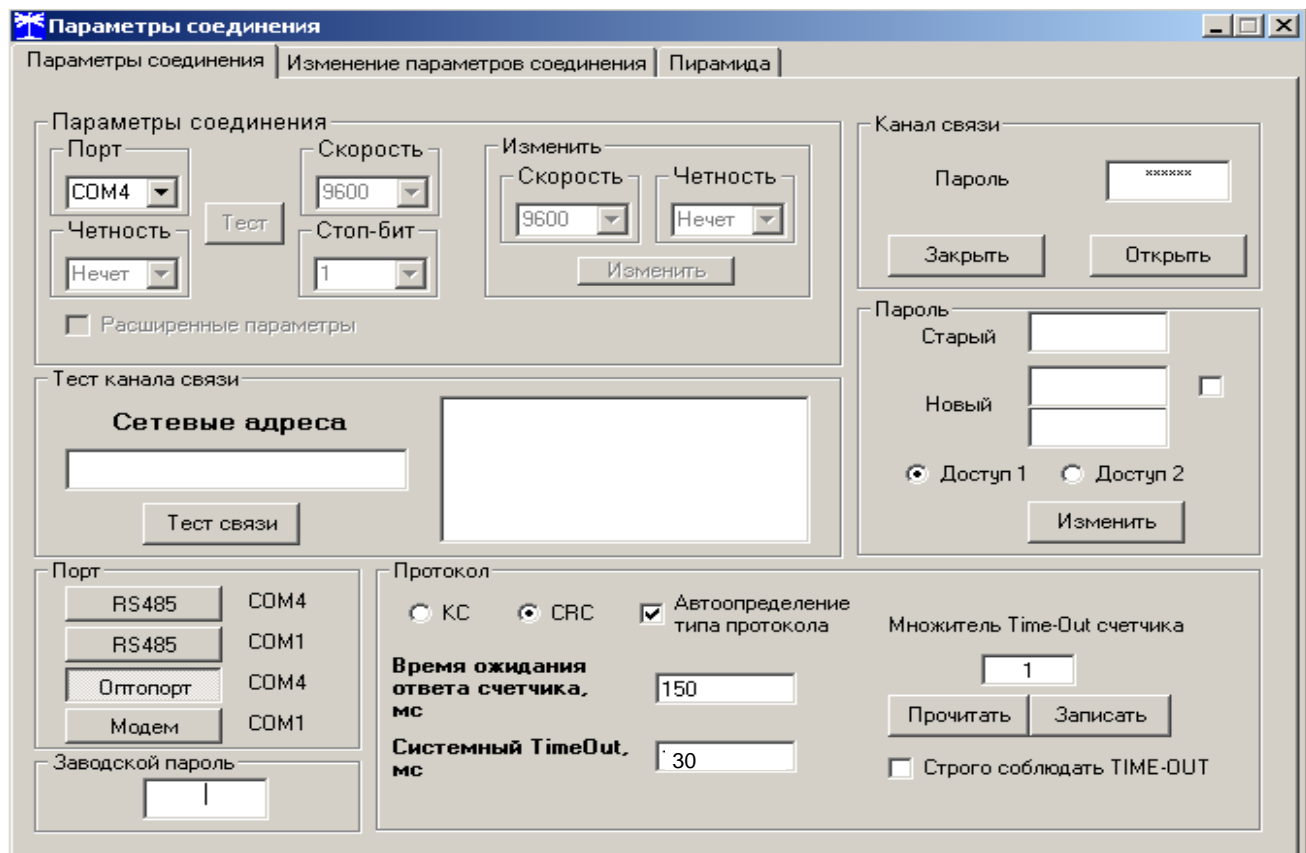 Параметры соединения
Параметры соединения
Изменение параметров соединения
Пирамида
Параметры соединения
Порт
COM4
Тест
Скорость
9600
Четность
Нечет
Стоп-бит
1
Расширенные параметры
Изменить
Скорость
9600
Четность
Нечет
Изменить
Канал связи
Пароль
******
Закрыть
Открыть
Пароль
Старый
Новый
Доступ 1
Доступ 2
Изменить
Тест канала связи
Сетевые адреса
Тест связи
Порт
RS485 COM4
RS485 COM1
Оптопорт COM4
Модем COM1
Заводской пароль
Протокол
КС
CRC
Автоопределение
типа протокола
Время ожидания
ответа счетчика,
мс
150
Системный TimeOut,
мс
30
Множитель Time-Out счетчика
1
Прочитать
Записать
Строго соблюдать TIME-OUT